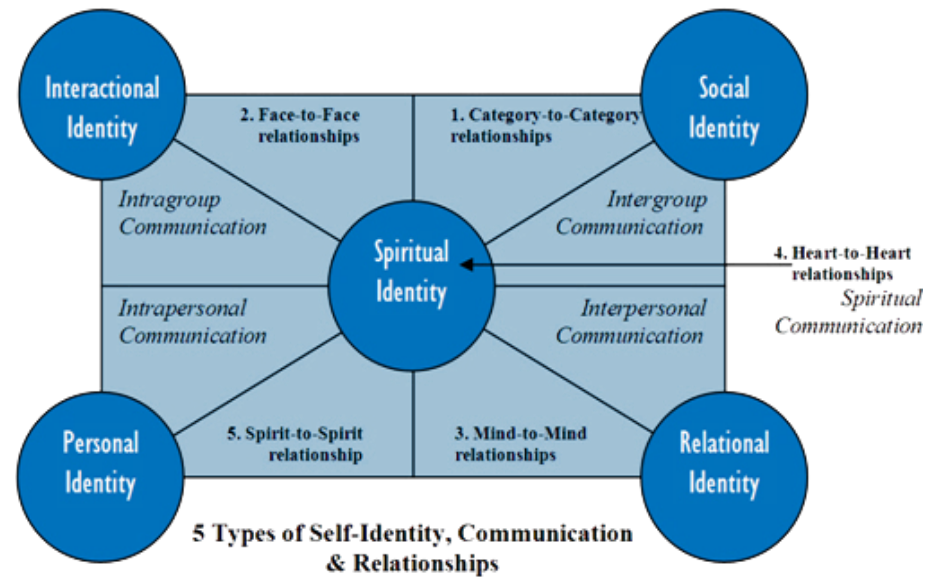 Interactional
Identity
Social
Identity
2. Face-to-Face
relationships
1. Category-to-Category
relationships
Intragroup
Communication
Intergroup
Communication
Spiritual
Identity
4. Heart-to-Heart
relationships
Spiritual
Communication
Intrapersonal
Communication
Interpersonal
Communication
Personal
Identity
5. Spirit-to-Spirit
relationship
3. Mind-to-Mind
relationships
Relational
Identity
5 Types of Self-Identity, Communication
& Relationships